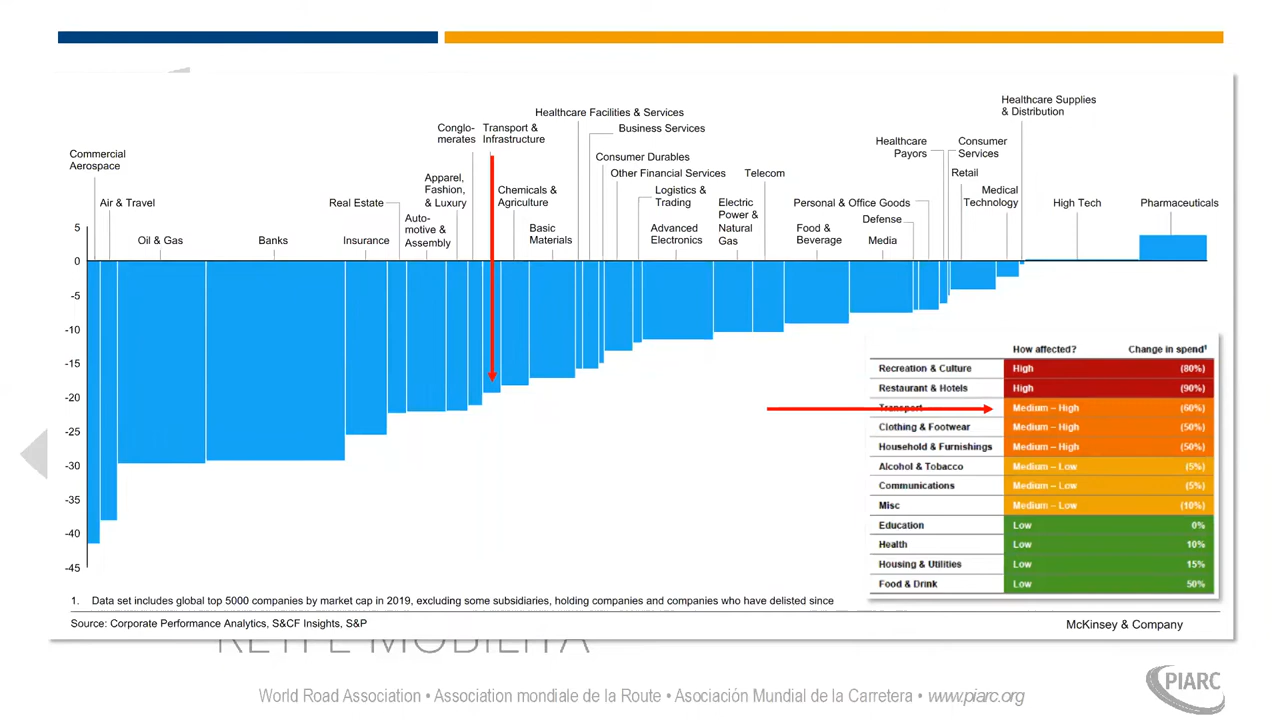 Healthcare Supplies
& Distribution
Healthcare Facilities & Services
Conglo-
merates
Transport &
Infrastructure
Business Services
Healthcare
Payors
Consumer
Services
Commercial
Aerospace
Consumer Durables
Other Financial Services
Telecom
Retail
Apparel,
Fashion,
& Luxury
Chemicals &
Agriculture
Logistics &
Trading
Medical
Technology
Air & Travel
Real Estate
Electric
Power &
Natural
Gas
Personal & Office Goods
High Tech
Pharmaceuticals
Auto-
motive &
Assembly
Defense
Basic
Materials
Advanced
Electronics
Food &
Beverage
Media
Oil & Gas
Banks
Insurance
5
0
-5
-10
-15
-20
-25
-30
-35
-40
-45
How affected? Change in spend¹
Recreation & Culture High (80%)
Restaurant & Hotels High (90%)
Transport Medium – High (60%)
Clothing & Footwear Medium – High (50%)
Household & Furnishings Medium – High (50%)
Alcohol & Tobacco Medium – Low (5%)
Communications Medium – Low (5%)
Misc Medium – Low (10%)
Education Low 0%
Health Low 10%
Housing & Utilities Low 15%
Food & Drink Low 50%
1. Data set includes global top 5000 companies by market cap in 2019, excluding some subsidiaries, holding companies and companies who have delisted since
Source: Corporate Performance Analytics, S&CF Insights, S&P
McKinsey & Company
World Road Association • Association mondiale de la Route • Asociación Mundial de la Carretera • www.piarc.org
PIARC